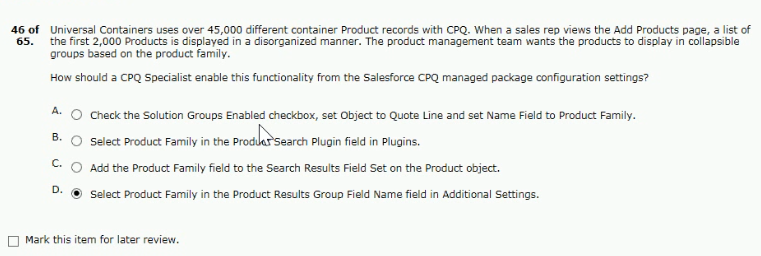 46 of Universal Containers uses over 45,000 different container Product records with CPQ. When a sales rep views the Add Products page, a list of
65. the first 2,000 Products is displayed in a disorganized manner. The product management team wants the products to display in collapsible
groups based on the product family.
How should a CPQ Specialist enable this functionality from the Salesforce CPQ managed package configuration settings?
A. Check the Solution Groups Enabled checkbox, set Object to Quote Line and set Name Field to Product Family.
B. Select Product Family in the Product Search Plugin field in Plugins.
C. Add the Product Family field to the Search Results Field Set on the Product object.
D. Select Product Family in the Product Results Group Field Name field in Additional Settings.
Mark this item for later review.